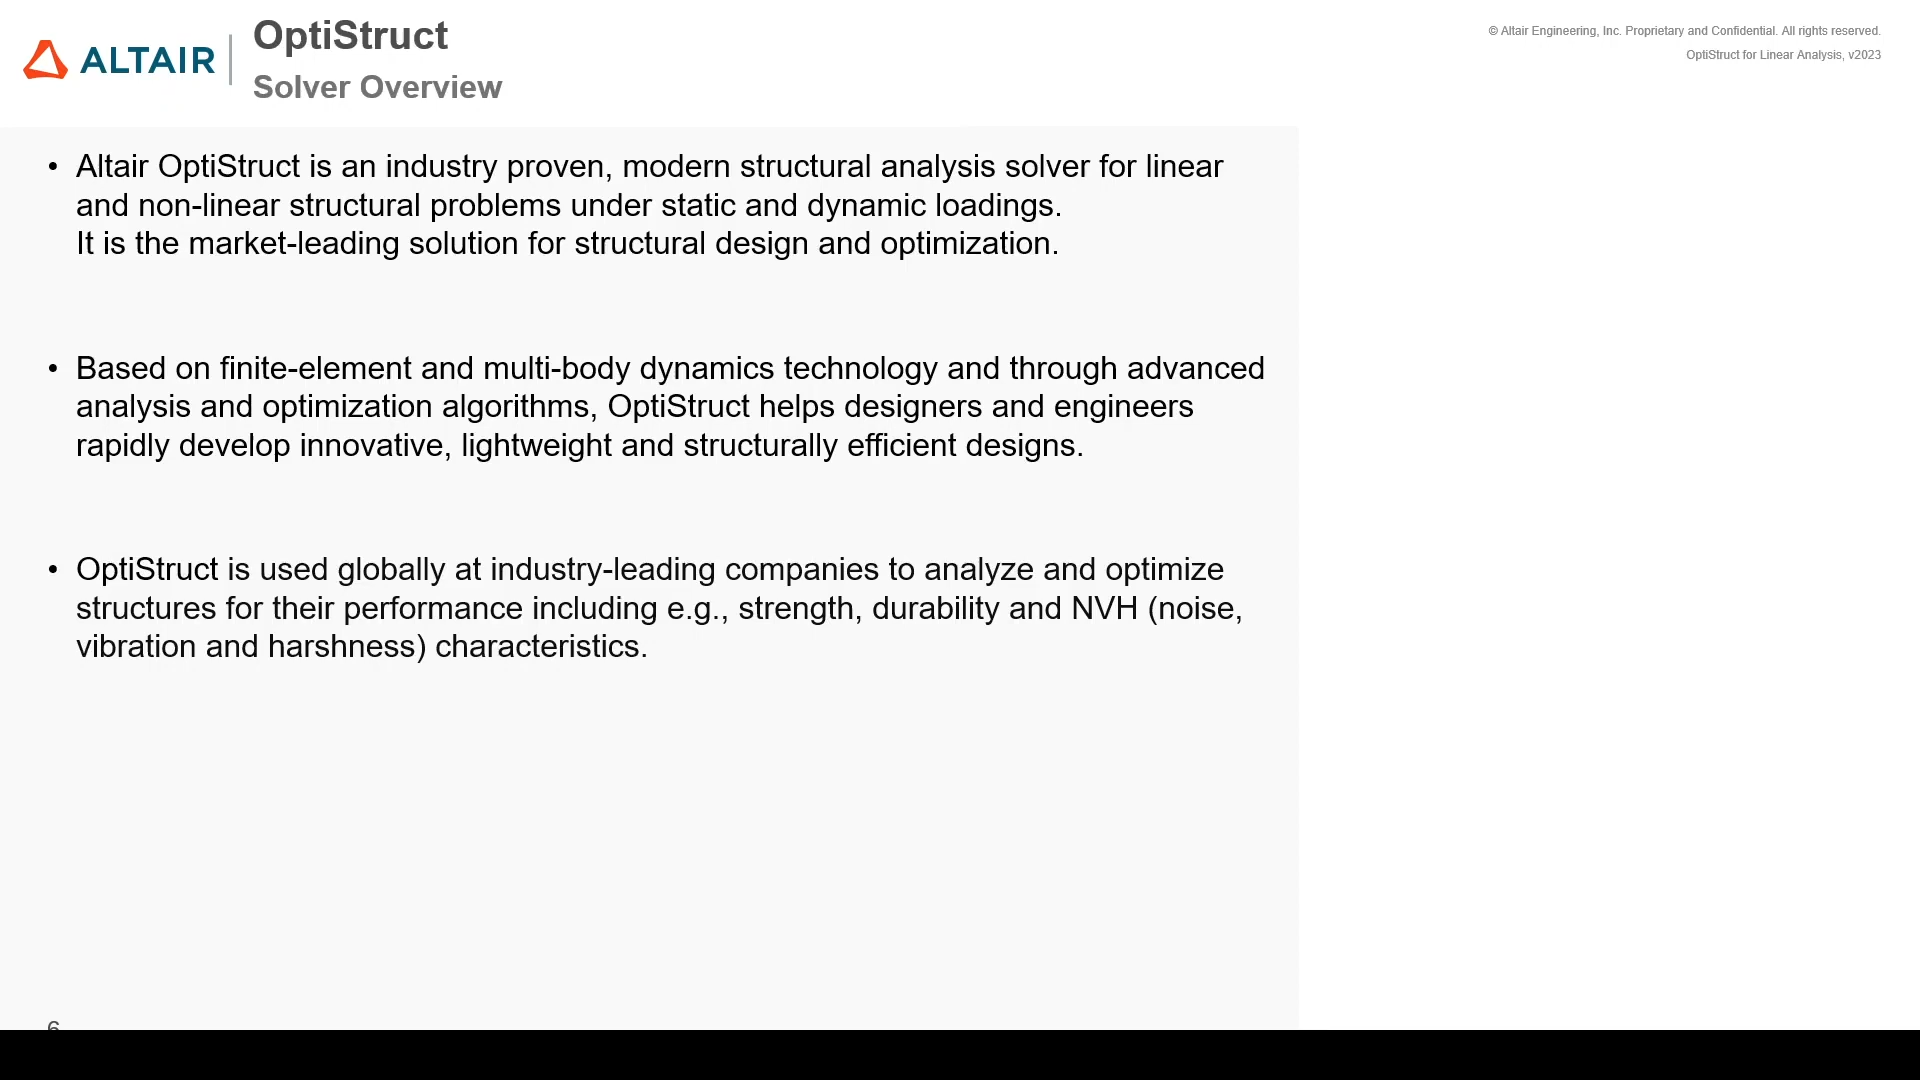 ALTAIR
OptiStruct
Solver Overview
© Altair Engineering, Inc. Proprietary and Confidential. All rights reserved.
OptiStruct for Linear Analysis, v2023
• Altair OptiStruct is an industry proven, modern structural analysis solver for linear
and non-linear structural problems under static and dynamic loadings.
It is the market-leading solution for structural design and optimization.
• Based on finite-element and multi-body dynamics technology and through advanced
analysis and optimization algorithms, OptiStruct helps designers and engineers
rapidly develop innovative, lightweight and structurally efficient designs.
• OptiStruct is used globally at industry-leading companies to analyze and optimize
structures for their performance including e.g., strength, durability and NVH (noise,
vibration and harshness) characteristics.
6